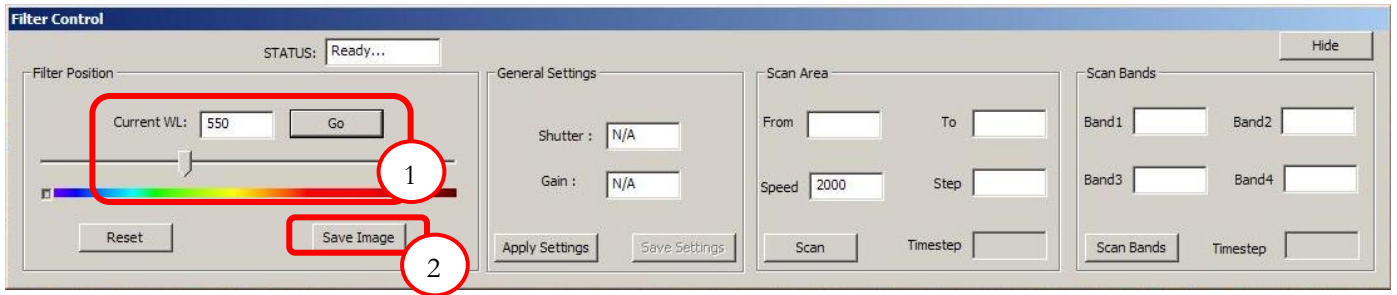 Filter Control
STATUS: Ready...
Hide
Filter Position
Current WL: 550 Go
1
Reset Save Image
2
General Settings
Shutter : N/A
Gain : N/A
Apply Settings Save Settings
Scan Area
From To
Speed 2000 Step
Scan Timestep
Scan Bands
Band1 Band2
Band3 Band4
Scan Bands Timestep